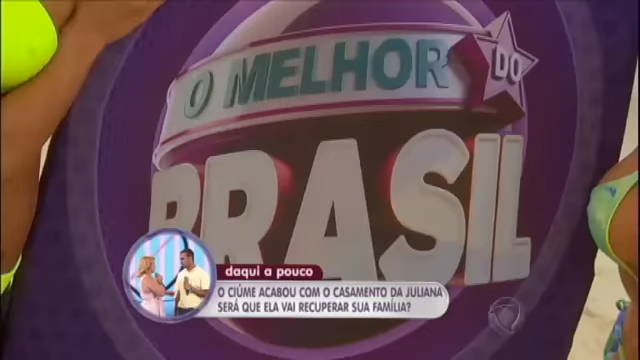 O MELHOR
DO
BRASIL
daqui a pouco
O CIÚME ACABOU COM O CASAMENTO DA JULIANA
SERÁ QUE ELA VAI RECUPERAR SUA FAMÍLIA?